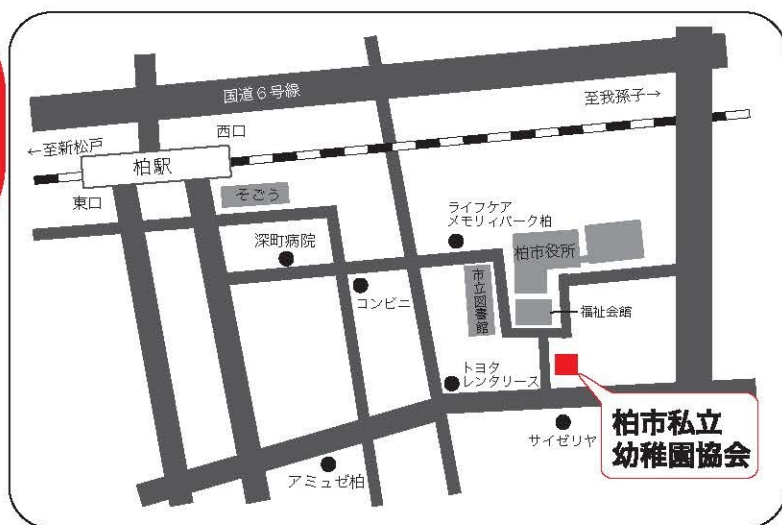 国道6号線
至我孫子→
西口
←至新松戸
柏駅
東口
そごう
ライフケア
メモリィパーク柏
深町病院
柏市役所
市立図書館
コンビニ
福祉会館
トヨタ
レンタリース
サイゼリヤ
アミュゼ柏
柏市私立
幼稚園協会